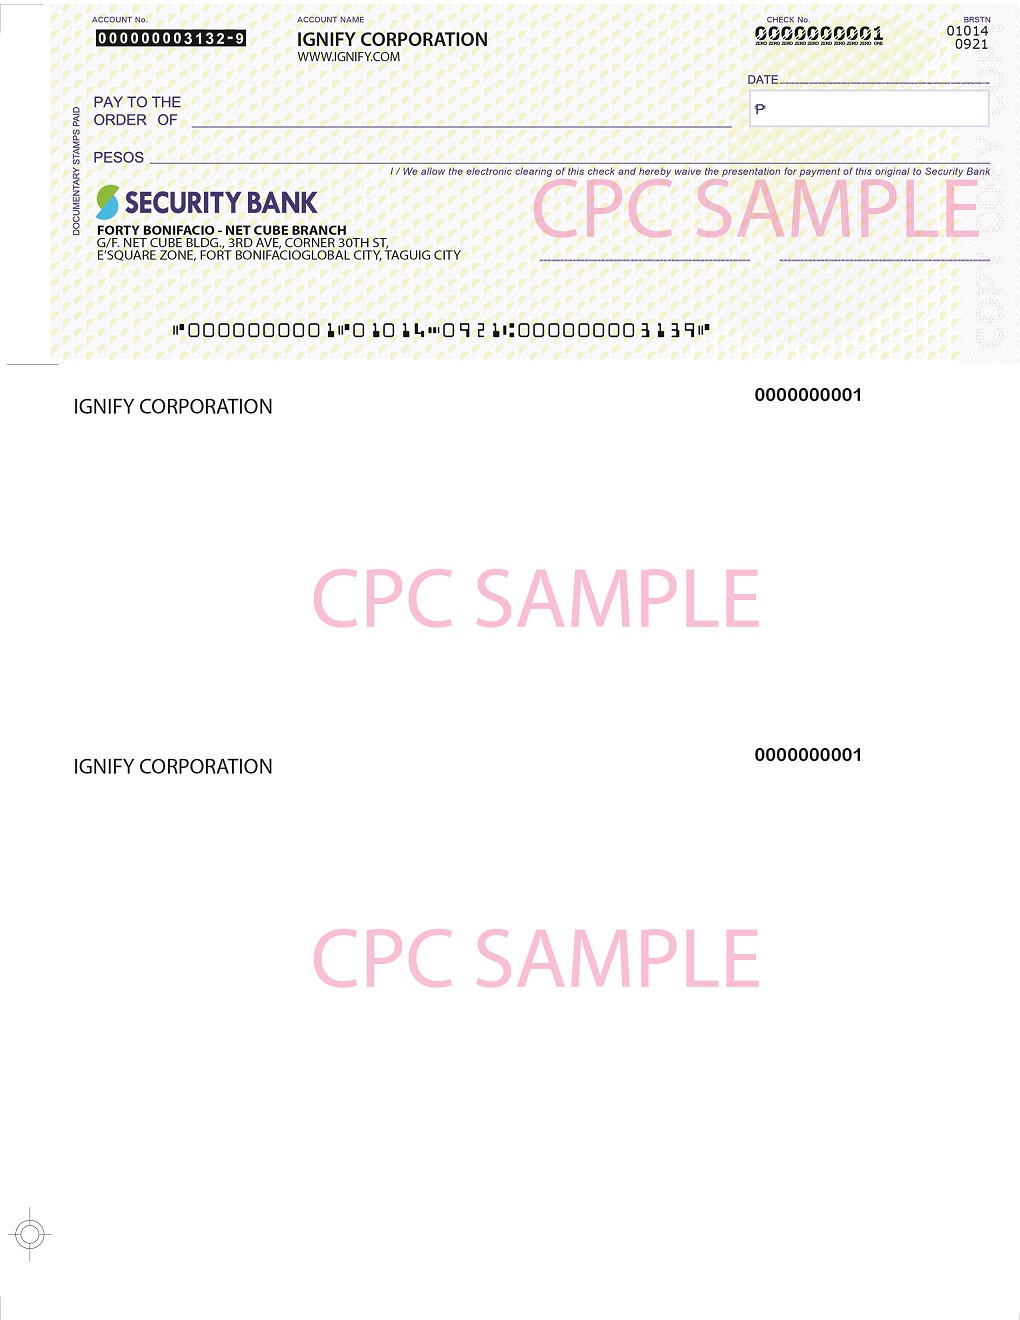 ACCOUNT No.
000000003132-9
ACCOUNT NAME
IGNIFY CORPORATION
WWW.IGNIFY.COM
CHECK No.
0000000001
ZERO ZERO ZERO ZERO ZERO ZERO ZERO ZERO ZERO ONE
BRSTN
01014
0921
DATE
DOCUMENTARY STAMPS PAID
PAY TO THE
ORDER OF
₱
PESOS
I / We allow the electronic clearing of this check and hereby waive the presentation for payment of this original to Security Bank
SECURITY BANK
CPC SAMPLE
FORTY BONIFACIO - NET CUBE BRANCH
G/F. NET CUBE BLDG., 3RD AVE, CORNER 30TH ST,
E'SQUARE ZONE, FORT BONIFACIOGLOBAL CITY, TAGUIG CITY
⑈0000000001⑈01014⑉0921⑆000000003139⑈
IGNIFY CORPORATION
0000000001
CPC SAMPLE
IGNIFY CORPORATION
0000000001
CPC SAMPLE